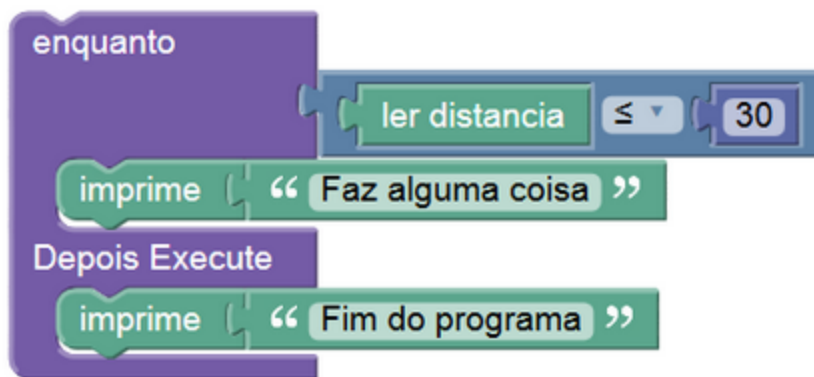 enquanto
ler distancia ≤ 30
imprime “ Faz alguma coisa ”
Depois Execute
imprime “ Fim do programa ”